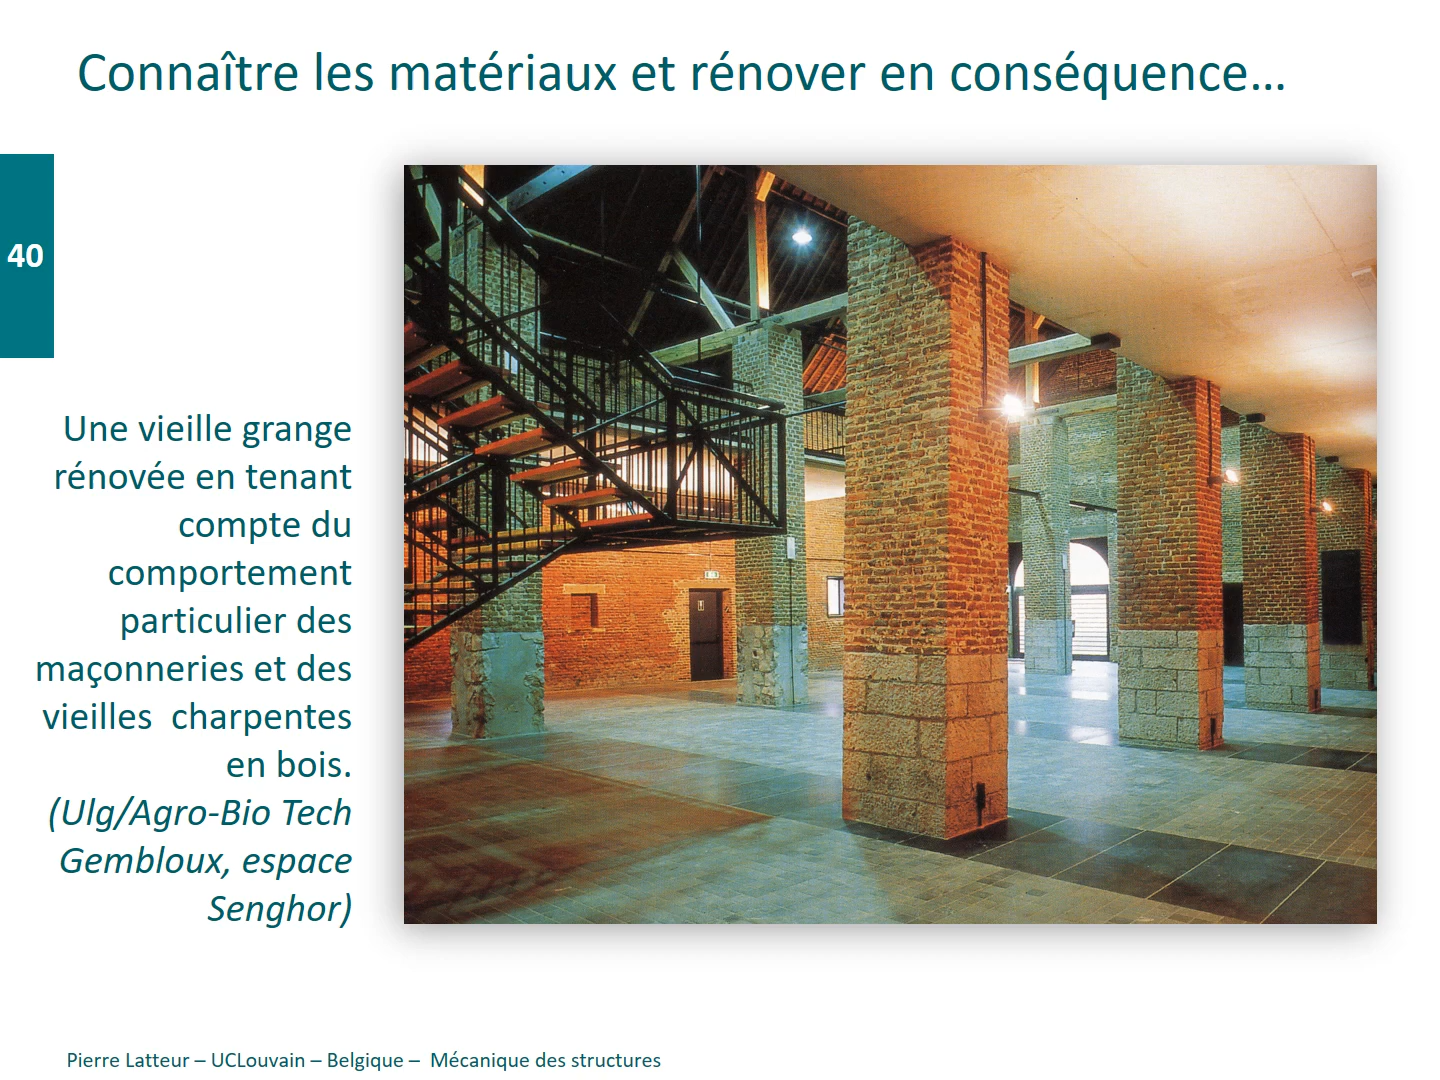 Connaître les matériaux et rénover en conséquence…
40
Une vieille grange
rénovée en tenant
compte du
comportement
particulier des
maçonneries et des
vieilles  charpentes
en bois.
(Ulg/Agro-Bio Tech
Gembloux, espace
Senghor)
Pierre Latteur – UCLouvain – Belgique –  Mécanique des structures